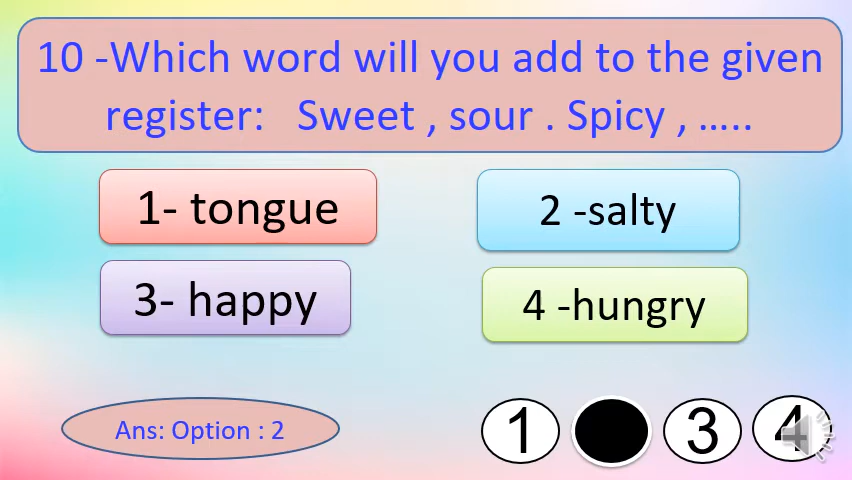 10 -Which word will you add to the given
register: Sweet , sour . Spicy , .....
1- tongue
2 -salty
3- happy
4 -hungry
Ans: Option : 2
1
3
4